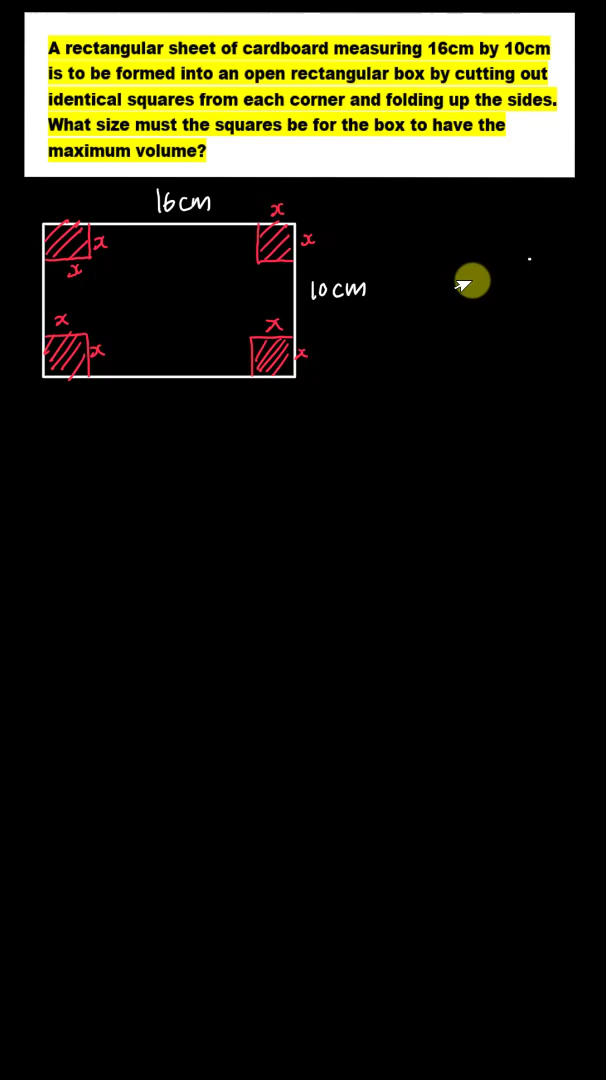 A rectangular sheet of cardboard measuring 16cm by 10cm
is to be formed into an open rectangular box by cutting out
identical squares from each corner and folding up the sides.
What size must the squares be for the box to have the
maximum volume?
16cm
x
x
x
x
10cm
x
x
x
x